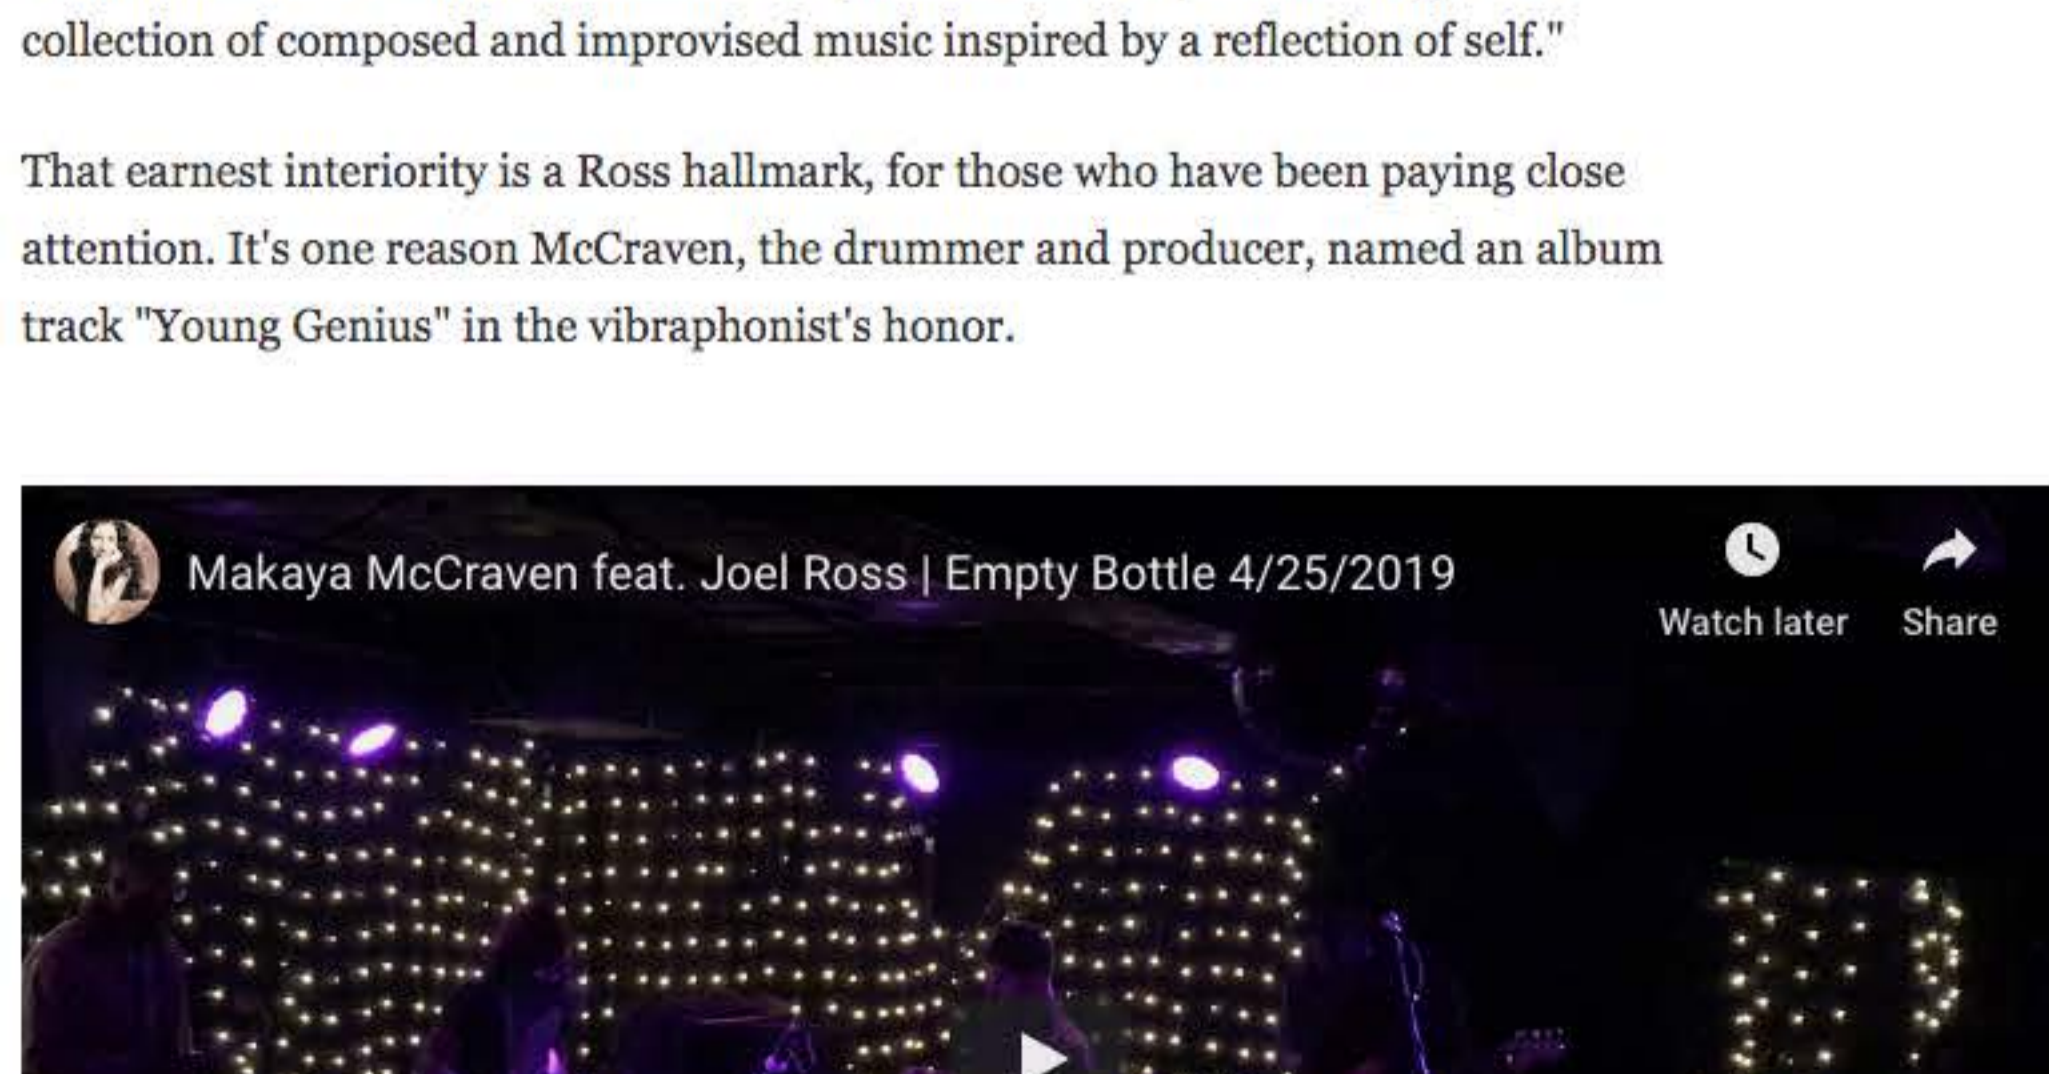 collection of composed and improvised music inspired by a reflection of self."
That earnest interiority is a Ross hallmark, for those who have been paying close
attention. It's one reason McCraven, the drummer and producer, named an album
track "Young Genius" in the vibraphonist's honor.
Makaya McCraven feat. Joel Ross | Empty Bottle 4/25/2019
Watch later Share